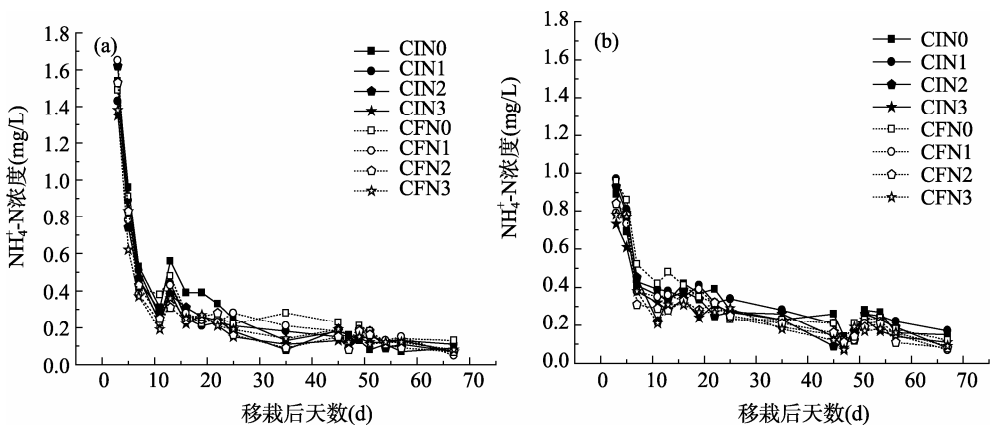 (a)
NH₄⁺-N浓度(mg/L)
1.8
1.6
1.4
1.2
1.0
0.8
0.6
0.4
0.2
0.0
CIN0
CIN1
CIN2
CIN3
CFN0
CFN1
CFN2
CFN3
0 10 20 30 40 50 60 70
移栽后天数(d)
(b)
NH₄⁺-N浓度(mg/L)
1.8
1.6
1.4
1.2
1.0
0.8
0.6
0.4
0.2
0.0
CIN0
CIN1
CIN2
CIN3
CFN0
CFN1
CFN2
CFN3
0 10 20 30 40 50 60 70
移栽后天数(d)